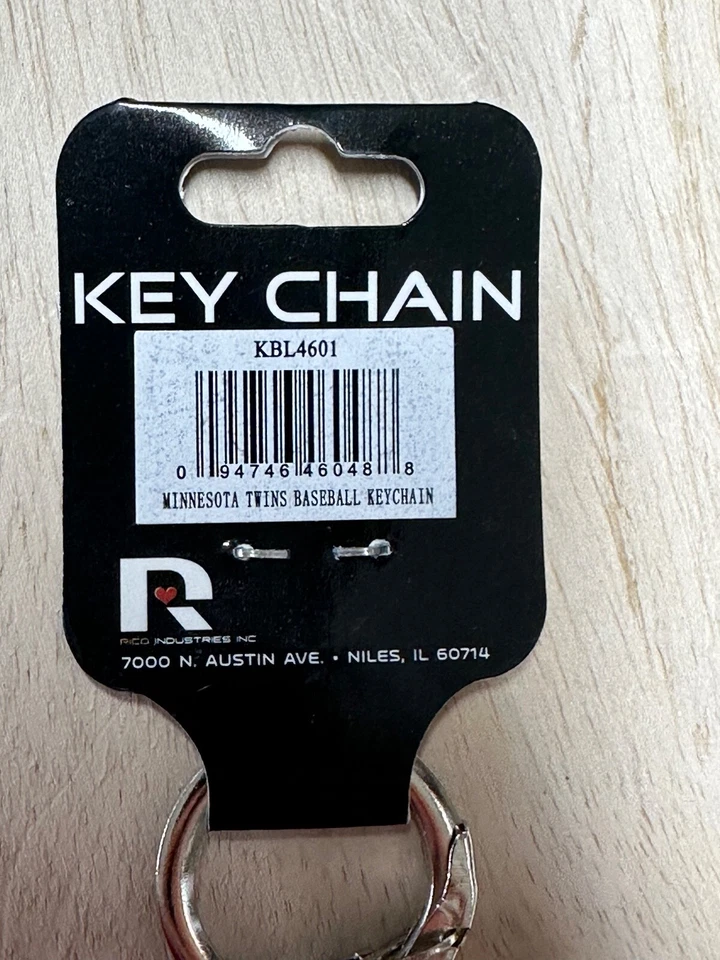 KEY CHAIN
KBL4601
0 94746 46048 8
MINNESOTA TWINS BASEBALL KEYCHAIN
R
RICO INDUSTRIES INC
7000 N. AUSTIN AVE. • NILES, IL 60714